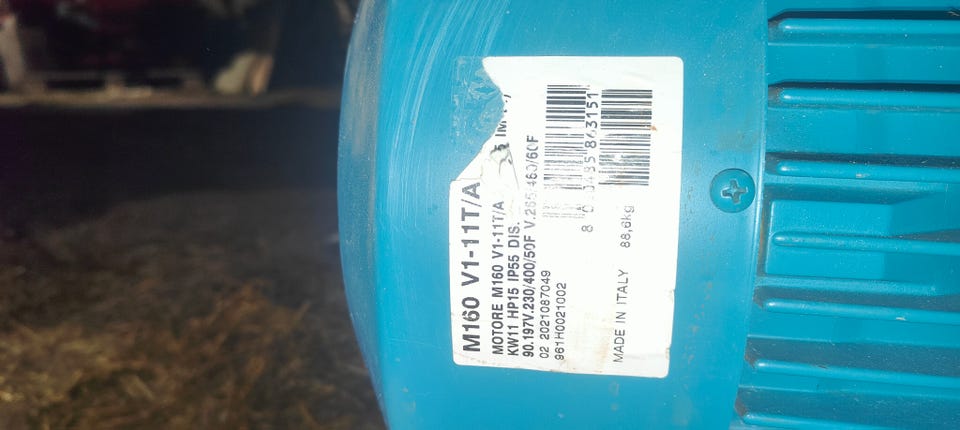 M160 V1-11T/A
MOTORE M160 V1-11T/A
KW11 HP15 IP55 DIS.
90.197V.230/400/50F V.265/460/60F
02 2021087049
961H0021002
MADE IN ITALY 88,6kg